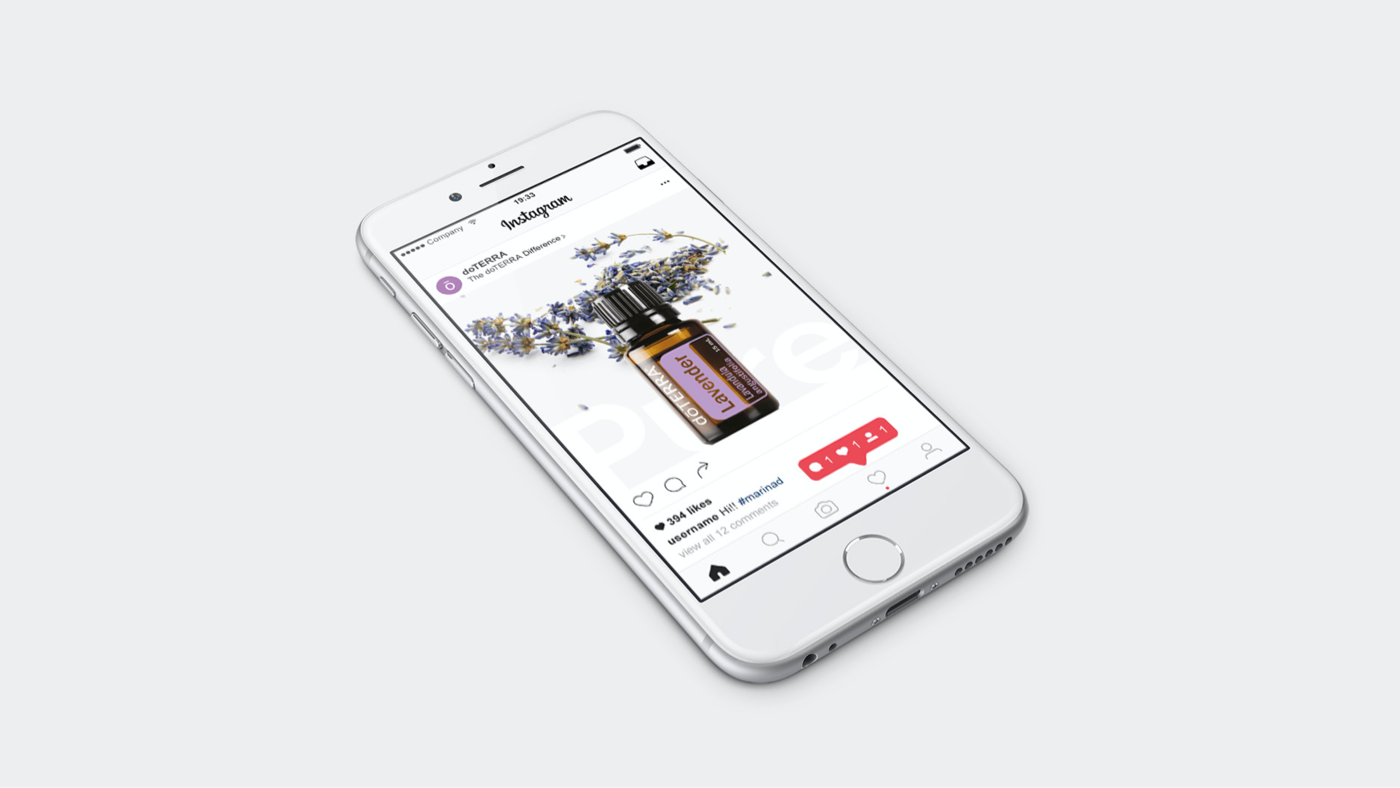 Company
19:33
Instagram
doTERRA
The doTERRA Difference >
Pure
dōTERRA
Lavender
Lavandula
angustifolia
15 mL
1 1 1
394 likes
username Hi!! #marinad
view all 12 comments